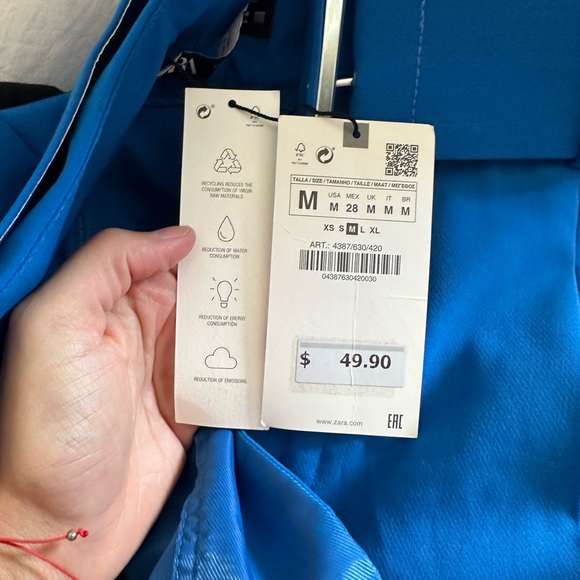 RECYCLING REDUCES THE
CONSUMPTION OF VIRGIN
RAW MATERIALS
REDUCTION OF WATER
CONSUMPTION
REDUCTION OF ENERGY
CONSUMPTION
REDUCTION OF EMISSIONS
FSC
TALLA / SIZE / TAMANHO / TAILLE / MAAT / ΜΕΓΕΘΟΣ
M
USA MEX UK IT BR
M 28 M M M
XS S M L XL
ART.: 4387/630/420
04387630420030
$ 49.90
www.zara.com
EAC